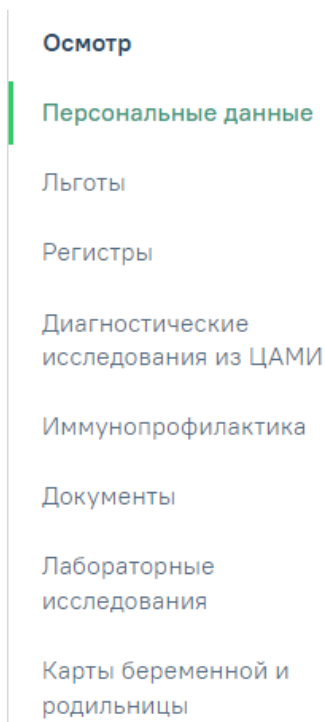 Осмотр
Персональные данные
Льготы
Регистры
Диагностические
исследования из ЦАМИ
Иммунопрофилактика
Документы
Лабораторные
исследования
Карты беременной и
родильницы